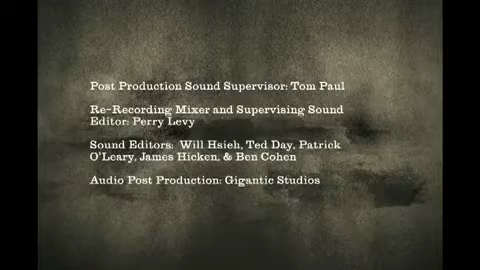 Post Production Sound Supervisor: Tom Paul
Re-Recording Mixer and Supervising Sound
Editor: Perry Levy
Sound Editors:  Will Hsieh, Ted Day, Patrick
O'Leary, James Hicken, & Ben Cohen
Audio Post Production: Gigantic Studios